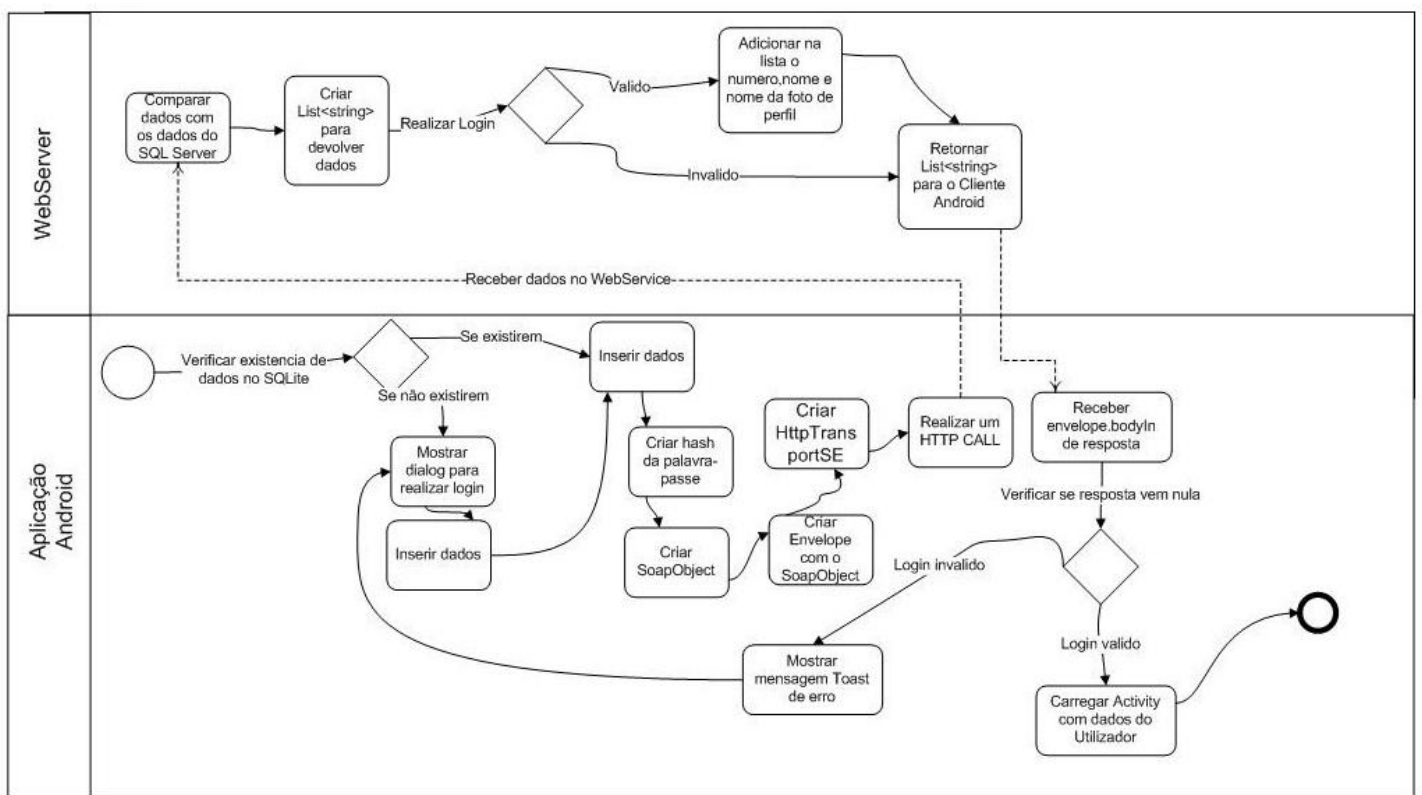 WebServer
Comparar
dados com
os dados do
SQL Server
Criar
List<string>
para
devolver
dados
Realizar Login
Valido
Invalido
Adicionar na
lista o
numero,nome e
nome da foto de
perfil
Retornar
List<string>
para o Cliente
Android
Receber dados no WebService
Aplicação
Android
Verificar existencia de
dados no SQLite
Se existirem
Se não existirem
Mostrar
dialog para
realizar login
Inserir dados
Inserir dados
Criar hash
da palavra-
passe
Criar
SoapObject
Criar
Envelope
com o
SoapObject
Criar
HttpTrans
portSE
Realizar um
HTTP CALL
Receber
envelope.bodyIn
de resposta
Verificar se resposta vem nula
Login invalido
Login valido
Mostrar
mensagem Toast
de erro
Carregar Activity
com dados do
Utilizador